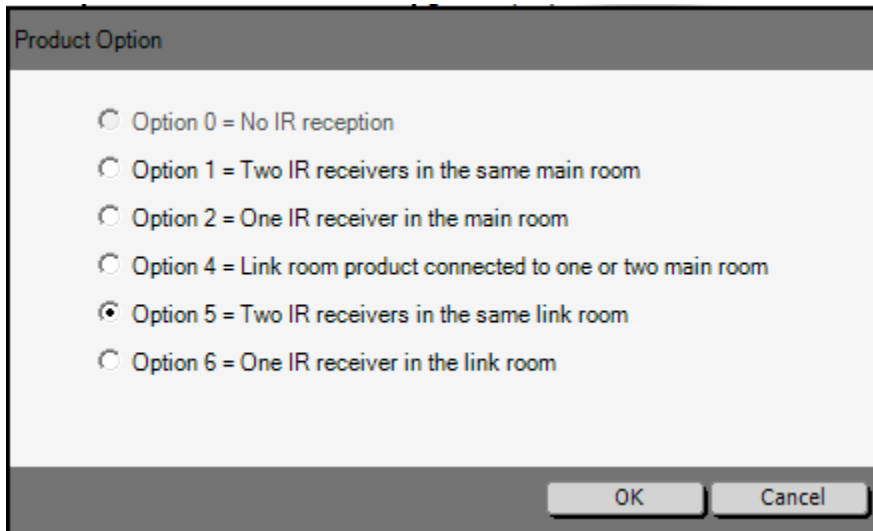 Product Option
Option 0 = No IR reception
Option 1 = Two IR receivers in the same main room
Option 2 = One IR receiver in the main room
Option 4 = Link room product connected to one or two main room
Option 5 = Two IR receivers in the same link room
Option 6 = One IR receiver in the link room
OK Cancel